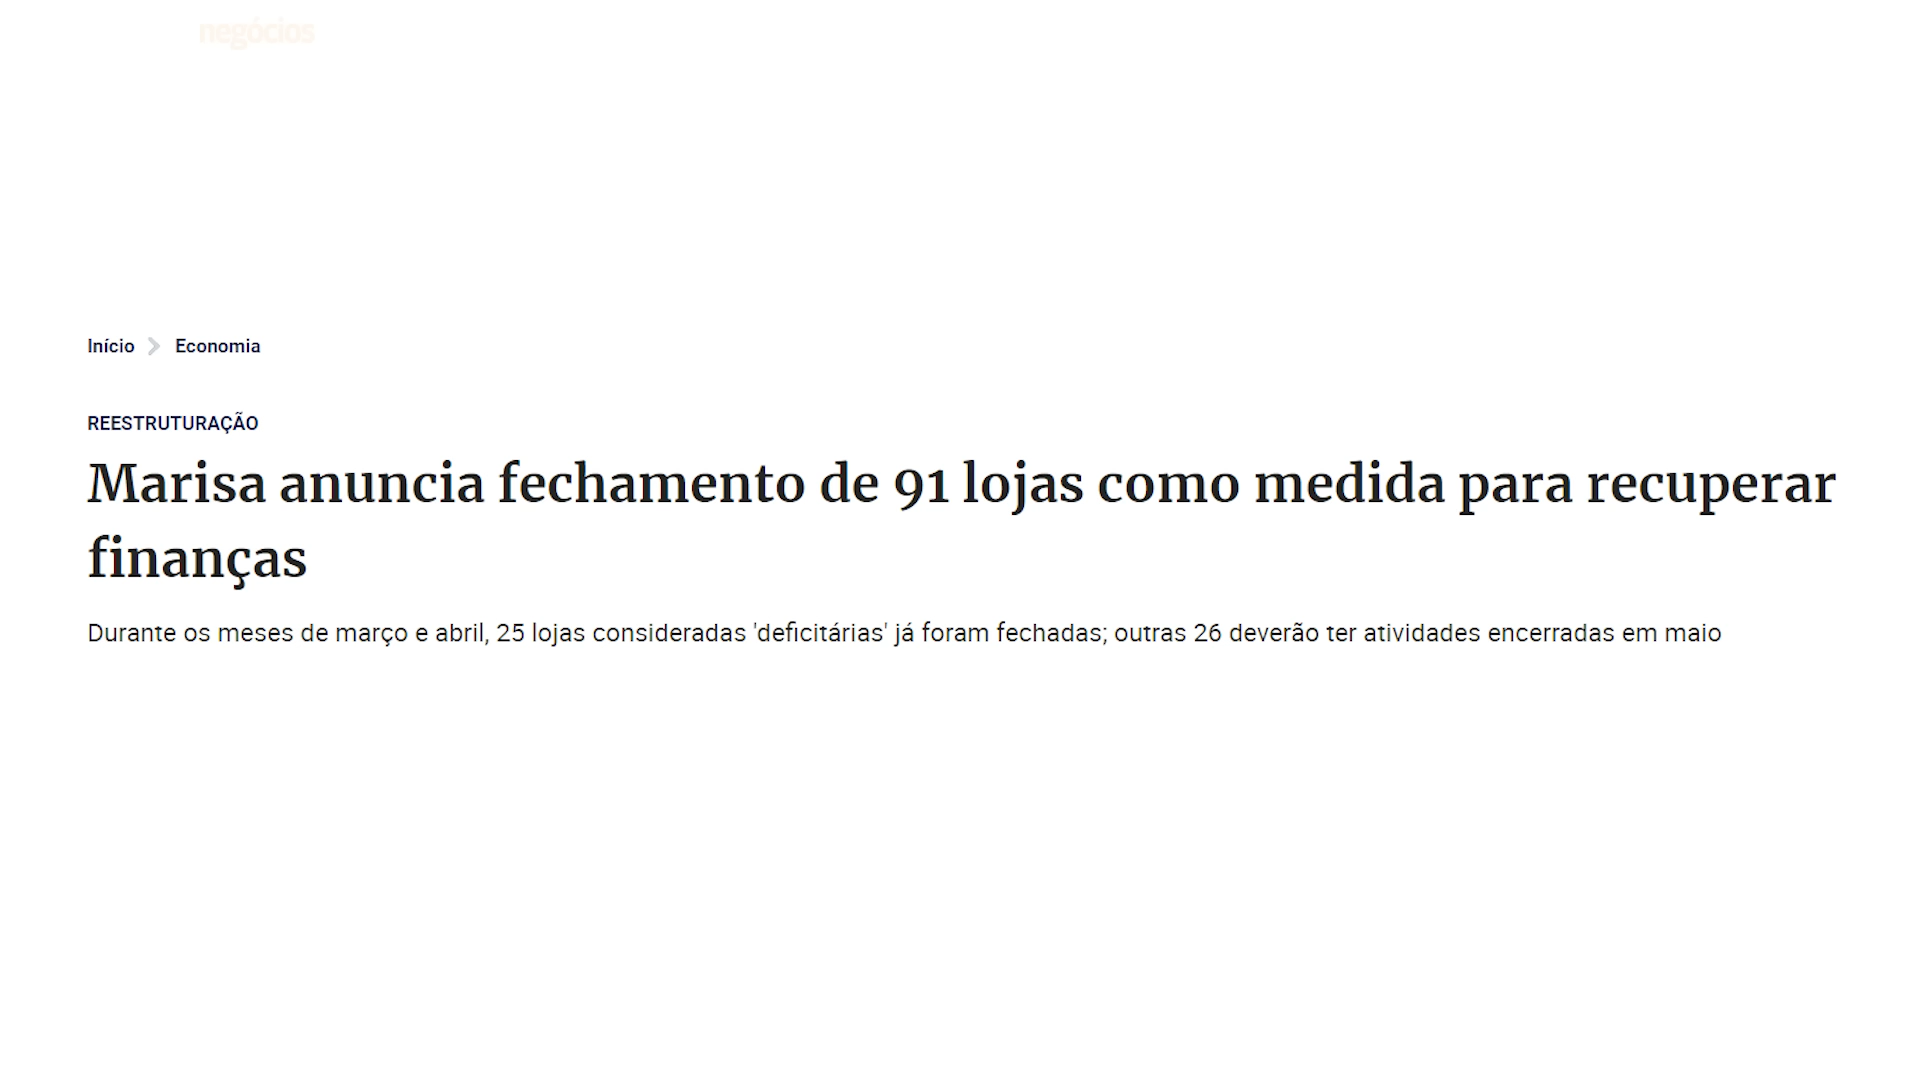 negócios
Início > Economia
REESTRUTURAÇÃO
Marisa anuncia fechamento de 91 lojas como medida para recuperar
finanças
Durante os meses de março e abril, 25 lojas consideradas 'deficitárias' já foram fechadas; outras 26 deverão ter atividades encerradas em maio